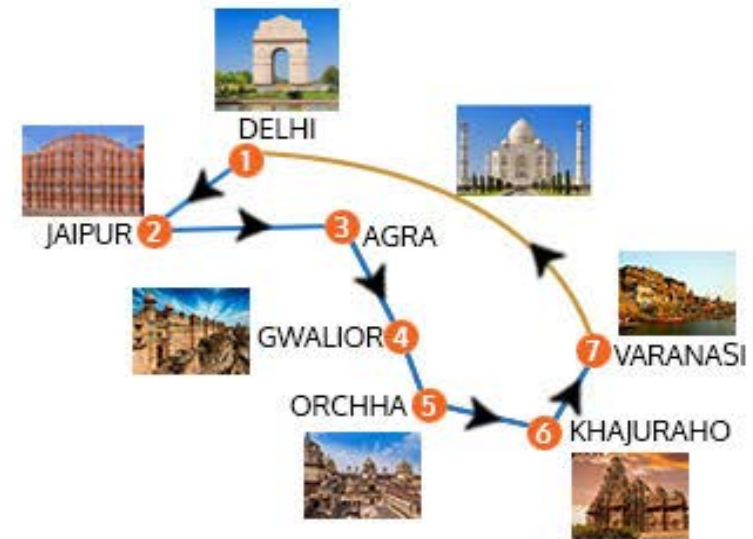 DELHI
1
JAIPUR 2
3 AGRA
GWALIOR 4
ORCHHA 5
6 KHAJURAHO
7 VARANASI